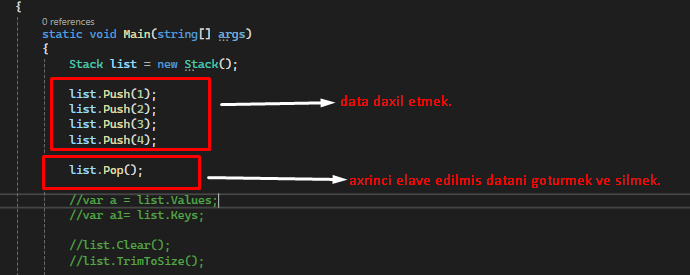 {
0 references
static void Main(string[] args)
{
Stack list = new Stack();
list.Push(1);
list.Push(2);
list.Push(3);
list.Push(4);
data daxil etmek.
list.Pop();
axrinci elave edilmis datani goturmek ve silmek.
//var a = list.Values;
//var a1= list.Keys;
//list.Clear();
//list.TrimToSize();